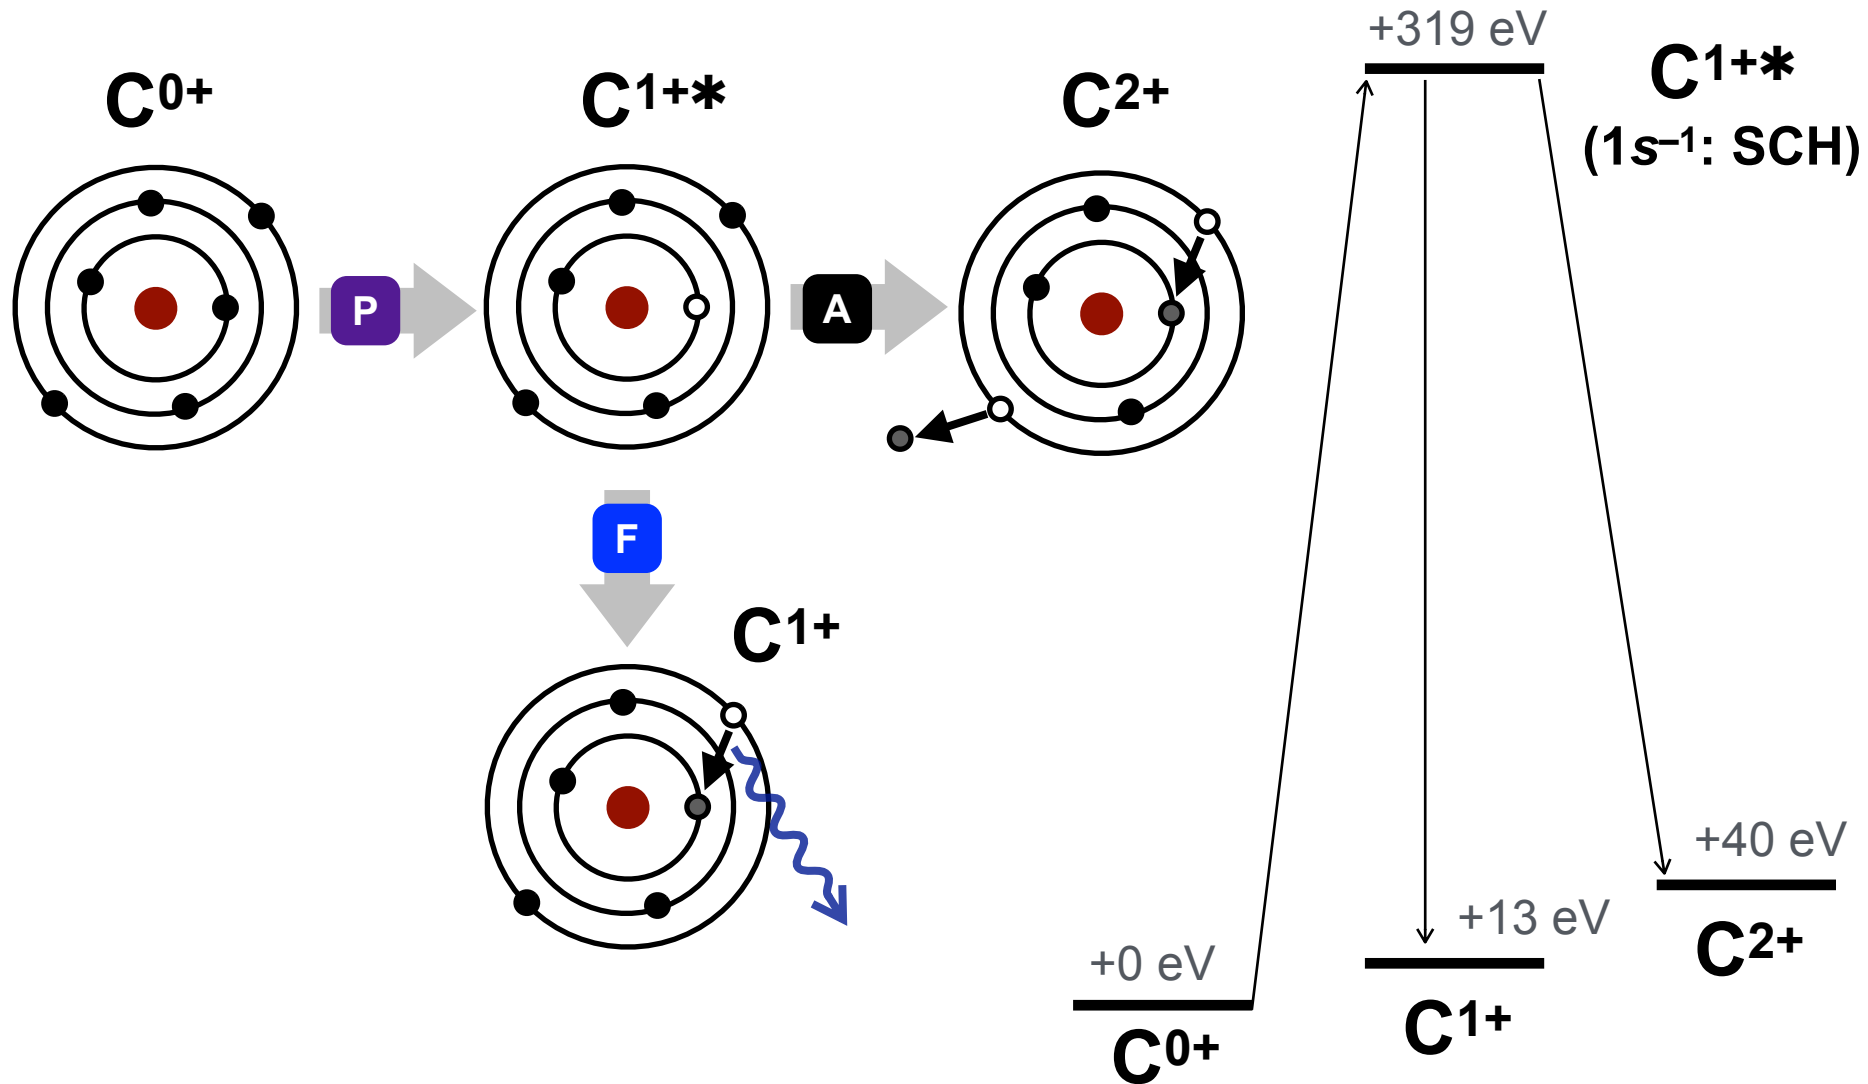 C0+
C1+*
C2+
P
A
F
C1+
+319 eV
C1+*
(1s–1: SCH)
+40 eV
C2+
+13 eV
C1+
+0 eV
C0+